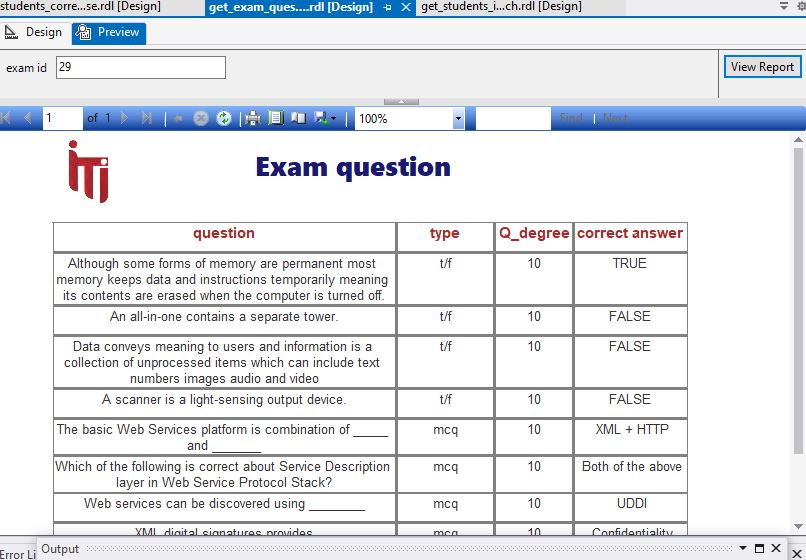 students_corre...se.rdl [Design] get_exam_ques....rdl [Design] get_students_i...ch.rdl [Design]
Design Preview
exam id 29 View Report
1 of 1 100% Find | Next
iTi Exam question
question type Q_degree correct answer
Although some forms of memory are permanent most t/f 10 TRUE
memory keeps data and instructions temporarily meaning
its contents are erased when the computer is turned off.
An all-in-one contains a separate tower. t/f 10 FALSE
Data conveys meaning to users and information is a t/f 10 FALSE
collection of unprocessed items which can include text
numbers images audio and video
A scanner is a light-sensing output device. t/f 10 FALSE
The basic Web Services platform is combination of _____ mcq 10 XML + HTTP
and _______
Which of the following is correct about Service Description mcq 10 Both of the above
layer in Web Service Protocol Stack?
Web services can be discovered using ________ mcq 10 UDDI
XML digital signatures provides mcq 10 Confidentiality
Error Li Output